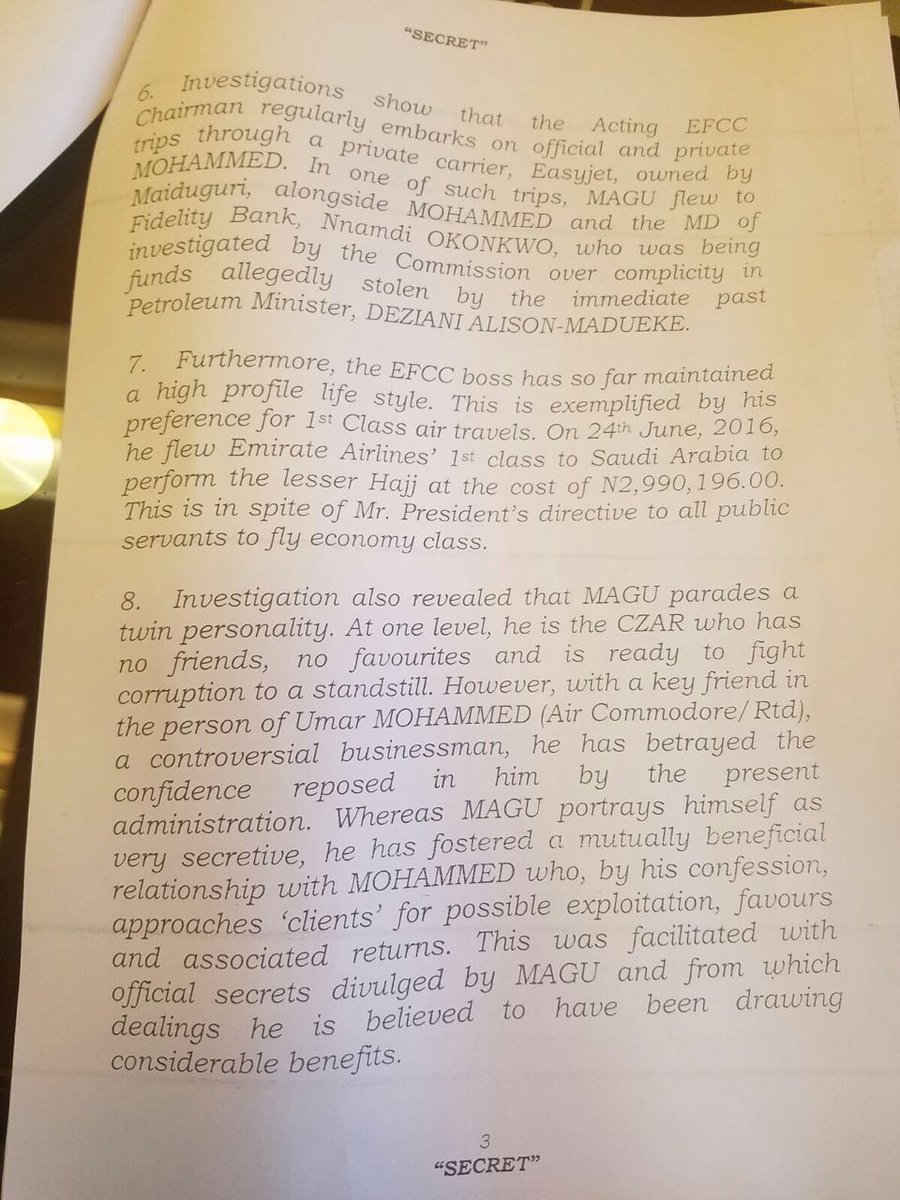 “SECRET”
6. Investigations show that the Acting EFCC
Chairman regularly embarks on official and private
trips through a private carrier, Easyjet, owned by
MOHAMMED. In one of such trips, MAGU flew to
Maiduguri, alongside MOHAMMED and the MD of
Fidelity Bank, Nnamdi OKONKWO, who was being
investigated by the Commission over complicity in
funds allegedly stolen by the immediate past
Petroleum Minister, DEZIANI ALISON-MADUEKE.
7. Furthermore, the EFCC boss has so far maintained
a high profile life style. This is exemplified by his
preference for 1st Class air travels. On 24th June, 2016,
he flew Emirate Airlines’ 1st class to Saudi Arabia to
perform the lesser Hajj at the cost of N2,990,196.00.
This is in spite of Mr. President’s directive to all public
servants to fly economy class.
8. Investigation also revealed that MAGU parades a
twin personality. At one level, he is the CZAR who has
no friends, no favourites and is ready to fight
corruption to a standstill. However, with a key friend in
the person of Umar MOHAMMED (Air Commodore/Rtd),
a controversial businessman, he has betrayed the
confidence reposed in him by the present
administration. Whereas MAGU portrays himself as
very secretive, he has fostered a mutually beneficial
relationship with MOHAMMED who, by his confession,
approaches ‘clients’ for possible exploitation, favours
and associated returns. This was facilitated with
official secrets divulged by MAGU and from which
dealings he is believed to have been drawing
considerable benefits.
3
“SECRET”